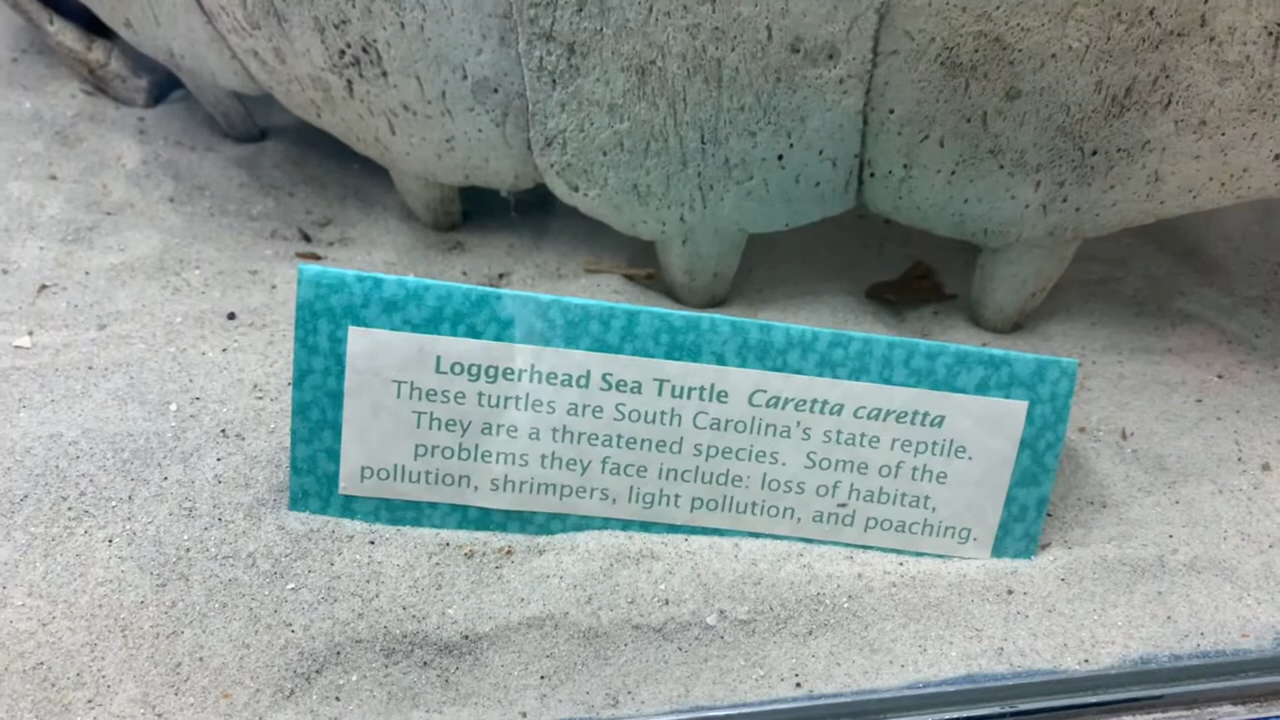 Loggerhead Sea Turtle Caretta caretta
These turtles are South Carolina's state reptile.
They are a threatened species. Some of the
problems they face include: loss of habitat,
pollution, shrimpers, light pollution, and poaching.